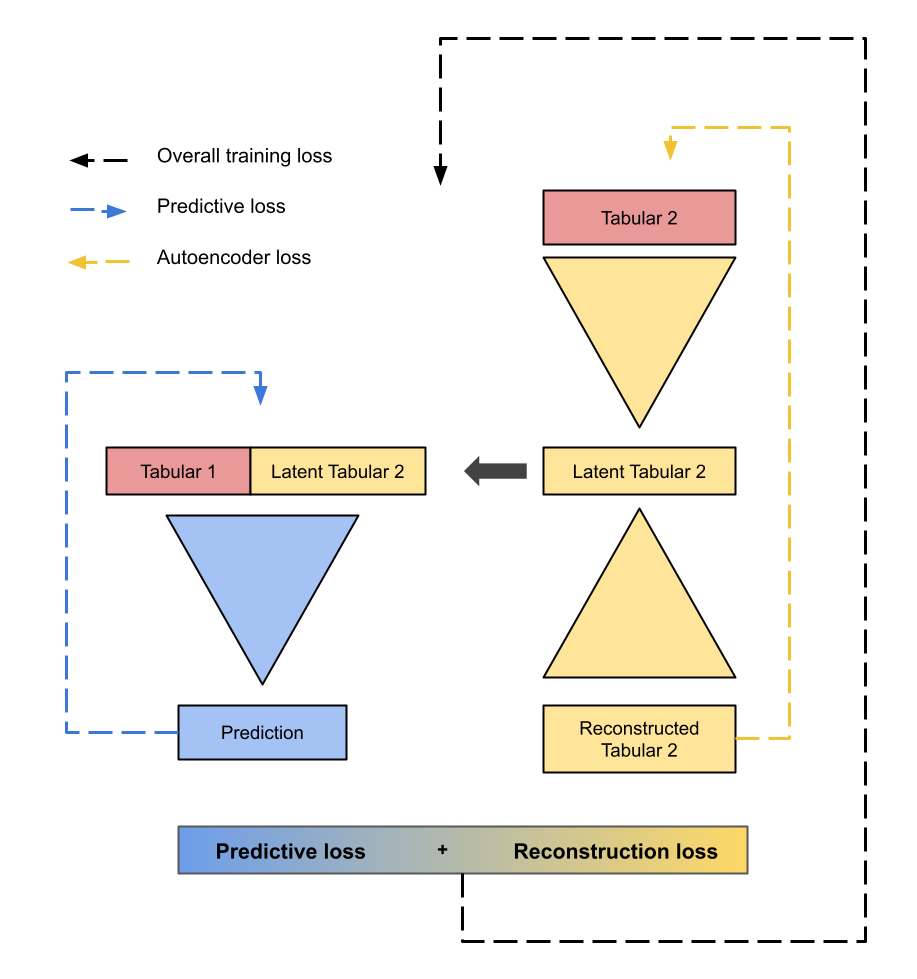 Overall training loss
Predictive loss
Autoencoder loss
Tabular 2
Tabular 1
Latent Tabular 2
Latent Tabular 2
Prediction
Reconstructed
Tabular 2
Predictive loss + Reconstruction loss